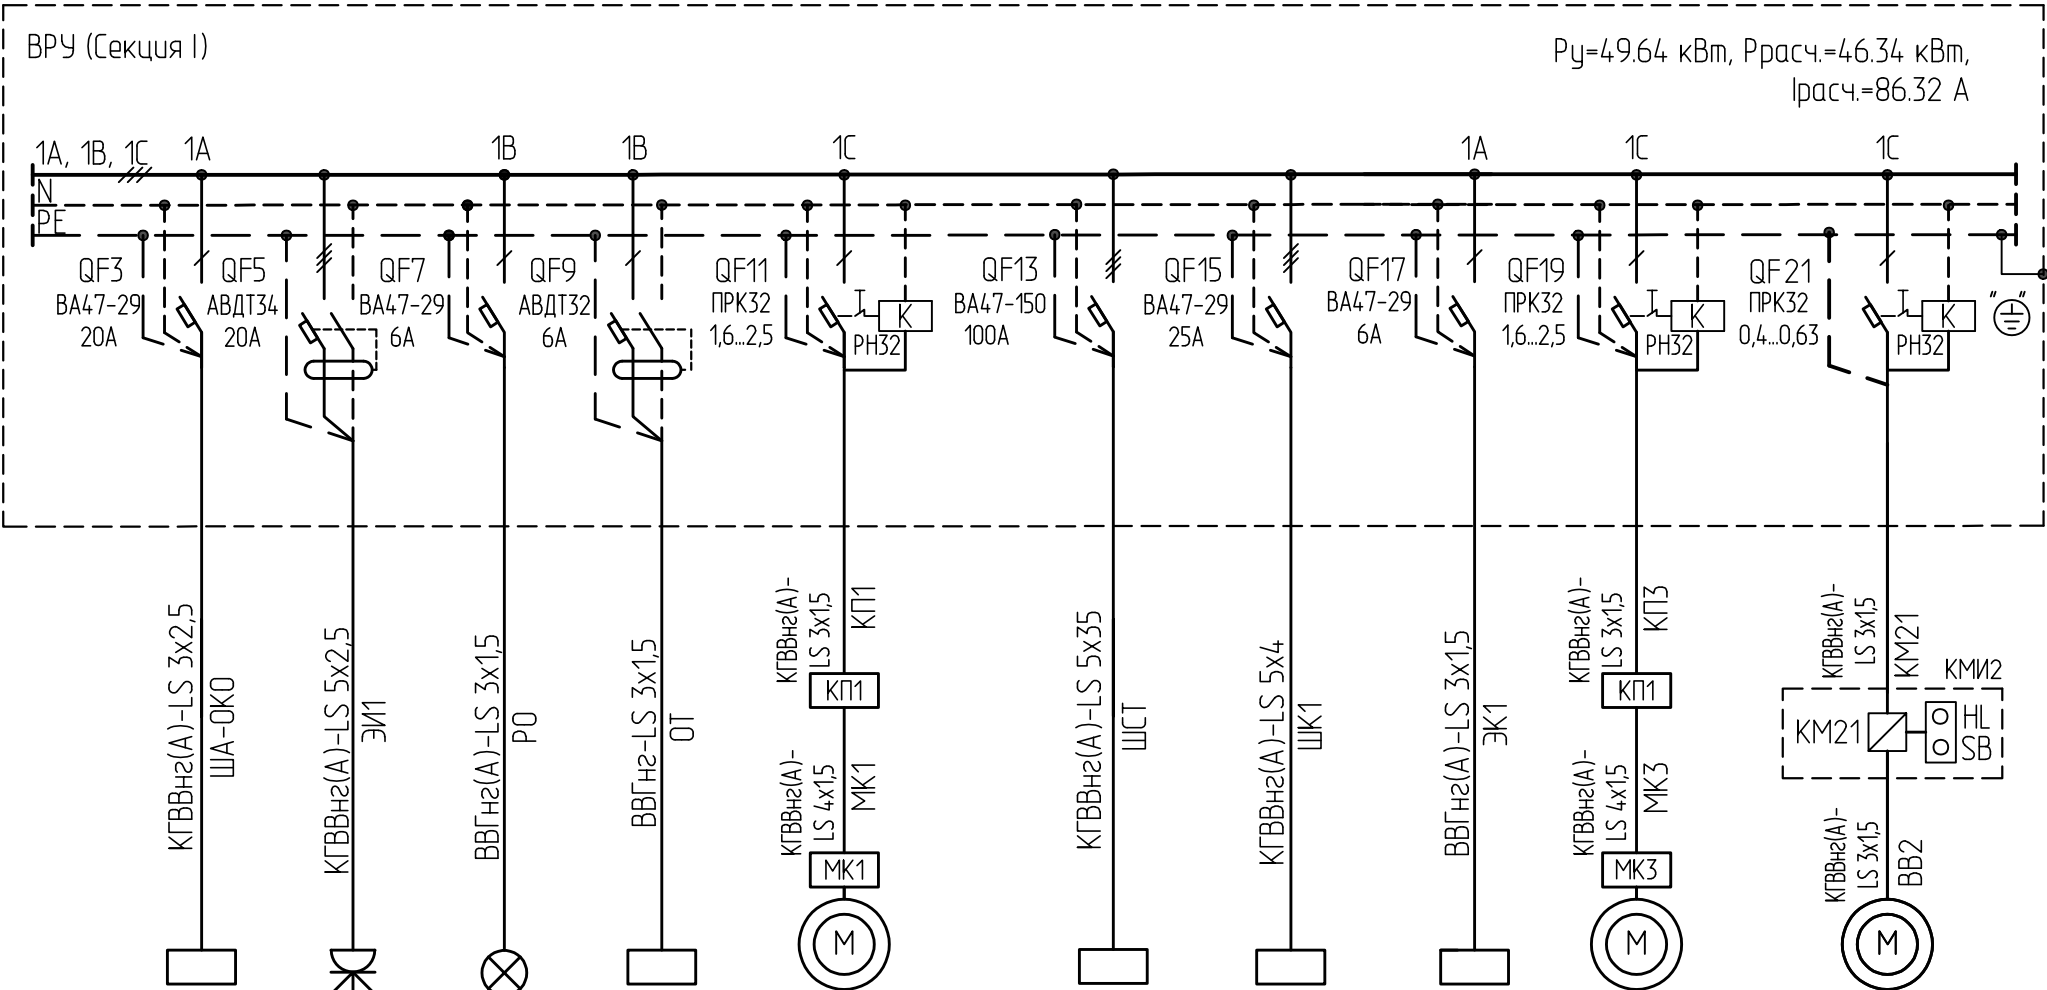 ВРУ (Секция I)
Ру=49.64 кВт, Ррасч.=46.34 кВт,
Iрасч.=86.32 А
1А, 1В, 1С
1А
1В
1В
1С
1А
1С
1С
N
PE
QF3
ВА47-29
20А
QF5
АВДТ34
20А
QF7
ВА47-29
6А
QF9
АВДТ32
6А
QF11
ПРК32
1,6...2,5
К
РН32
QF13
ВА47-150
100А
QF15
ВА47-29
25А
QF17
ВА47-29
6А
QF19
ПРК32
1,6...2,5
К
РН32
QF21
ПРК32
0,4...0,63
К
РН32
"⏚"
КГВВнг(А)-LS 3х2,5
ША-ОКО
КГВВнг(А)-LS 5х2,5
ЭИ1
ВВГнг(А)-LS 3х1,5
РО
ВВГнг-LS 3х1,5
ОТ
КГВВнг(А)-
LS 3х1,5
КП1
КП1
КГВВнг(А)-
LS 4х1,5
МК1
МК1
М
КГВВнг(А)-LS 5х35
ЩСТ
КГВВнг(А)-LS 5х4
ШК1
ВВГнг(А)-LS 3х1,5
ЭК1
КГВВнг(А)-
LS 3х1,5
КП3
КП1
КГВВнг(А)-
LS 4х1,5
МК3
МК3
М
КГВВнг(А)-
LS 3х1,5
КМ21
КМИ2
КМ21
HL
SB
КГВВнг(А)-
LS 3х1,5
ВВ2
М